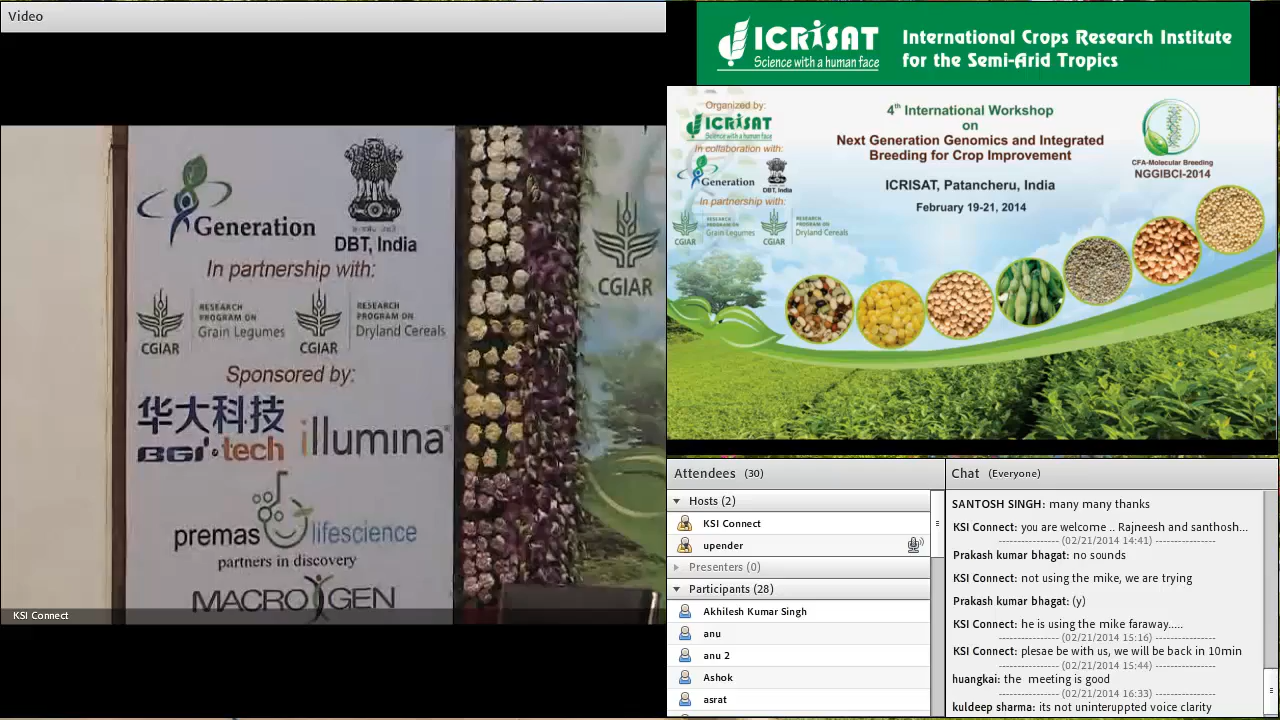 Video
Generation
DBT, India
In partnership with:
RESEARCH
PROGRAM ON
Grain Legumes
CGIAR
RESEARCH
PROGRAM ON
Dryland Cereals
CGIAR
CGIAR
Sponsored by:
华大科技
BGI·tech
illumina
premas lifescience
partners in discovery
MACROGEN
KSI Connect
ICRISAT
Science with a human face
International Crops Research Institute
for the Semi-Arid Tropics
Organized by:
ICRISAT
Science with a human face
In collaboration with:
Generation
DBT, India
In partnership with:
RESEARCH
PROGRAM ON
Grain Legumes
CGIAR
RESEARCH
PROGRAM ON
Dryland Cereals
CGIAR
4th International Workshop
on
Next Generation Genomics and Integrated
Breeding for Crop Improvement
ICRISAT, Patancheru, India
February 19-21, 2014
CFA-Molecular Breeding
NGGIBCI-2014
Attendees (30)
Hosts (2)
KSI Connect
upender
Presenters (0)
Participants (28)
Akhilesh Kumar Singh
anu
anu 2
Ashok
asrat
Chat (Everyone)
SANTOSH SINGH: many many thanks
KSI Connect: you are welcome .. Rajneesh and santhosh...
---------------- (02/21/2014 14:41) ---------------
Prakash kumar bhagat: no sounds
KSI Connect: not using the mike, we are trying
Prakash kumar bhagat: (y)
KSI Connect: he is using the mike faraway.....
---------------- (02/21/2014 15:16) ---------------
KSI Connect: plesae be with us, we will be back in 10min
---------------- (02/21/2014 15:44) ---------------
huangkai: the meeting is good
---------------- (02/21/2014 16:33) ---------------
kuldeep sharma: its not uninteruppted voice clarity